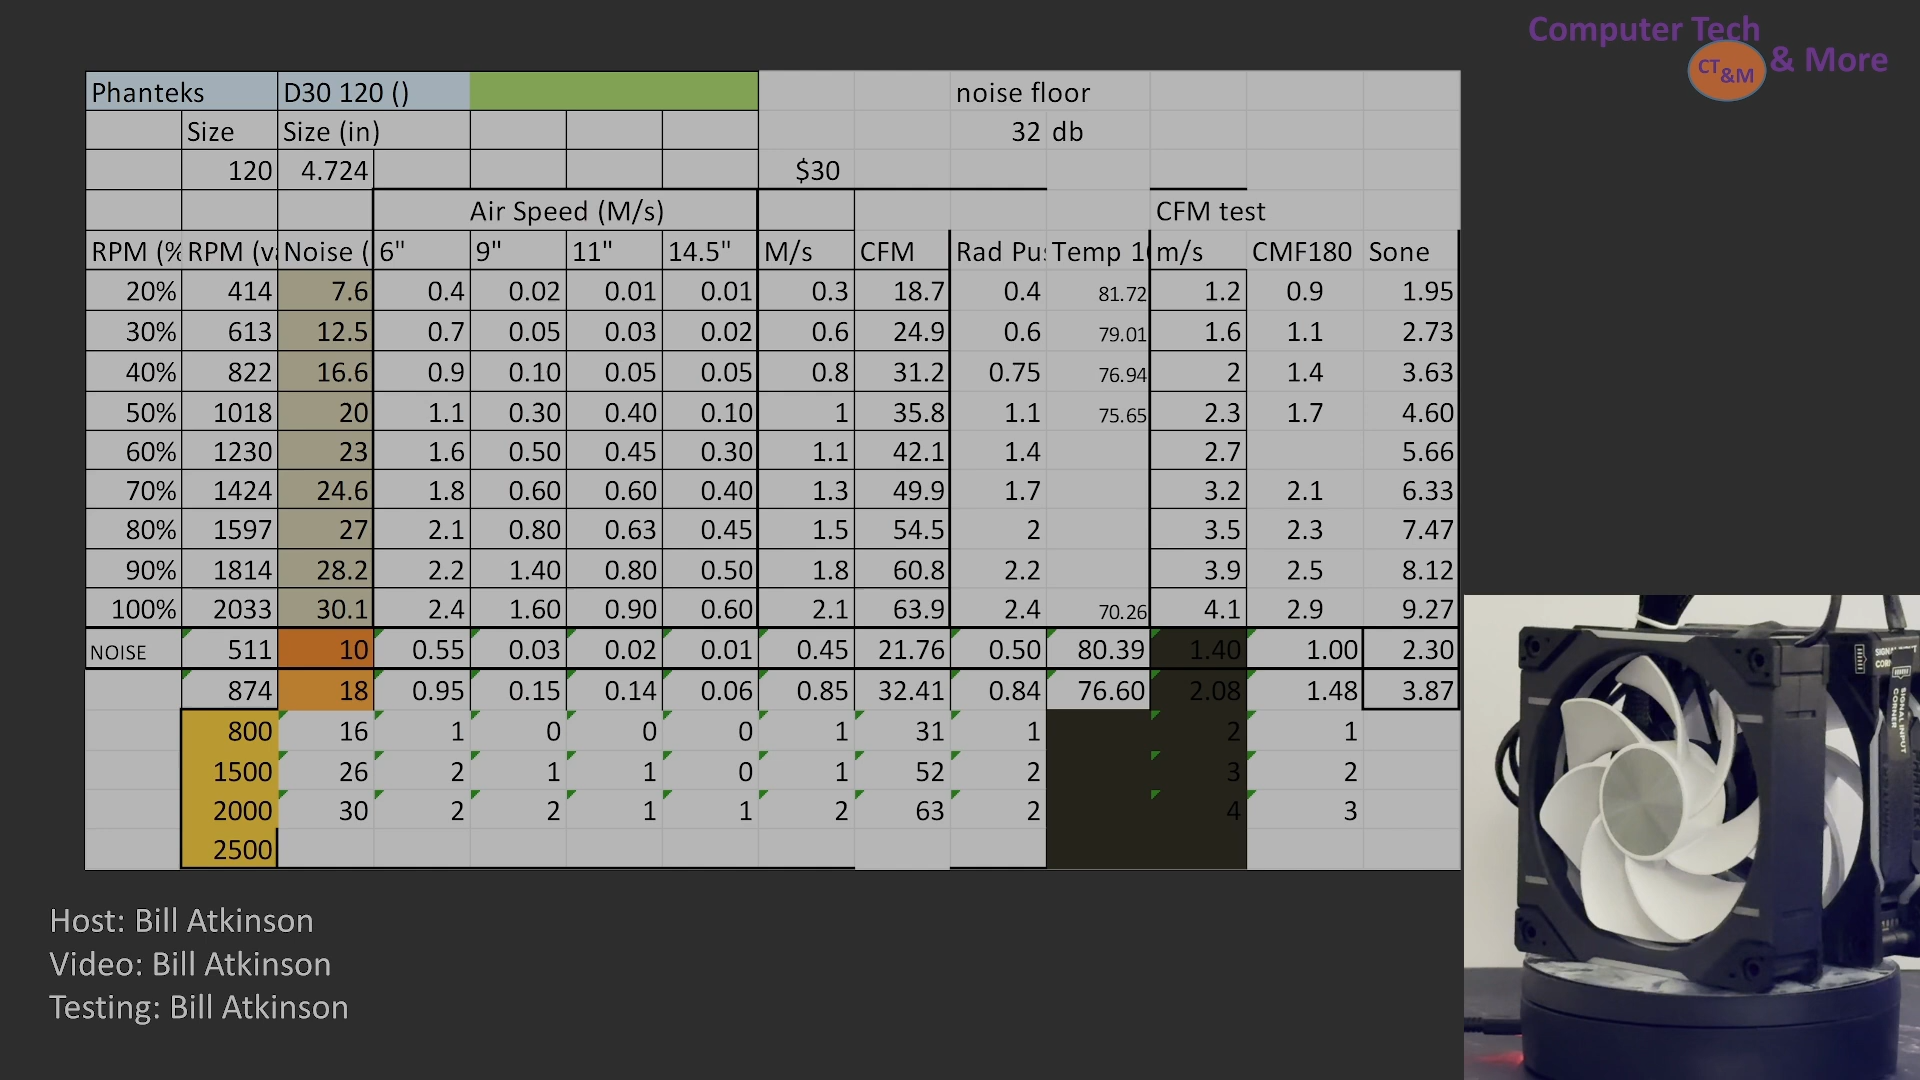 Computer Tech
CT &M & More
Phanteks D30 120 () noise floor
Size Size (in) 32 db
120 4.724 $30
Air Speed (M/s) CFM test
RPM (% RPM (va Noise ( 6" 9" 11" 14.5" M/s CFM Rad Pu Temp 1 m/s CMF180 Sone
20% 414 7.6 0.4 0.02 0.01 0.01 0.3 18.7 0.4 81.72 1.2 0.9 1.95
30% 613 12.5 0.7 0.05 0.03 0.02 0.6 24.9 0.6 79.01 1.6 1.1 2.73
40% 822 16.6 0.9 0.10 0.05 0.05 0.8 31.2 0.75 76.94 2 1.4 3.63
50% 1018 20 1.1 0.30 0.40 0.10 1 35.8 1.1 75.65 2.3 1.7 4.60
60% 1230 23 1.6 0.50 0.45 0.30 1.1 42.1 1.4 2.7 5.66
70% 1424 24.6 1.8 0.60 0.60 0.40 1.3 49.9 1.7 3.2 2.1 6.33
80% 1597 27 2.1 0.80 0.63 0.45 1.5 54.5 2 3.5 2.3 7.47
90% 1814 28.2 2.2 1.40 0.80 0.50 1.8 60.8 2.2 3.9 2.5 8.12
100% 2033 30.1 2.4 1.60 0.90 0.60 2.1 63.9 2.4 70.26 4.1 2.9 9.27
NOISE 511 10 0.55 0.03 0.02 0.01 0.45 21.76 0.50 80.39 1.40 1.00 2.30
874 18 0.95 0.15 0.14 0.06 0.85 32.41 0.84 76.60 2.08 1.48 3.87
800 16 1 0 0 0 1 31 1 2 1
1500 26 2 1 1 0 1 52 2 3 2
2000 30 2 2 1 1 2 63 2 4 3
2500
SIGNAL INPUT
CORNER
Host: Bill Atkinson
Video: Bill Atkinson
Testing: Bill Atkinson